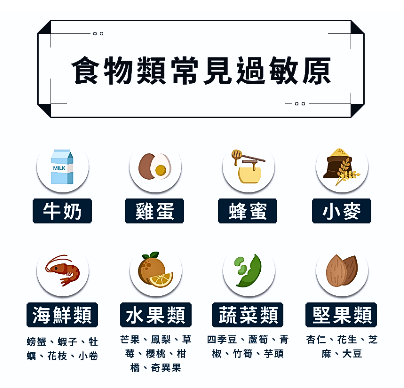 食物類常見過敏原
MILK
牛奶
雞蛋
蜂蜜
小麥
海鮮類
水果類
蔬菜類
堅果類
螃蟹、蝦子、牡
蠣、花枝、小卷
芒果、鳳梨、草
莓、櫻桃、柑
橘、奇異果
四季豆、蘆筍、青
椒、竹筍、芋頭
杏仁、花生、芝
麻、大豆